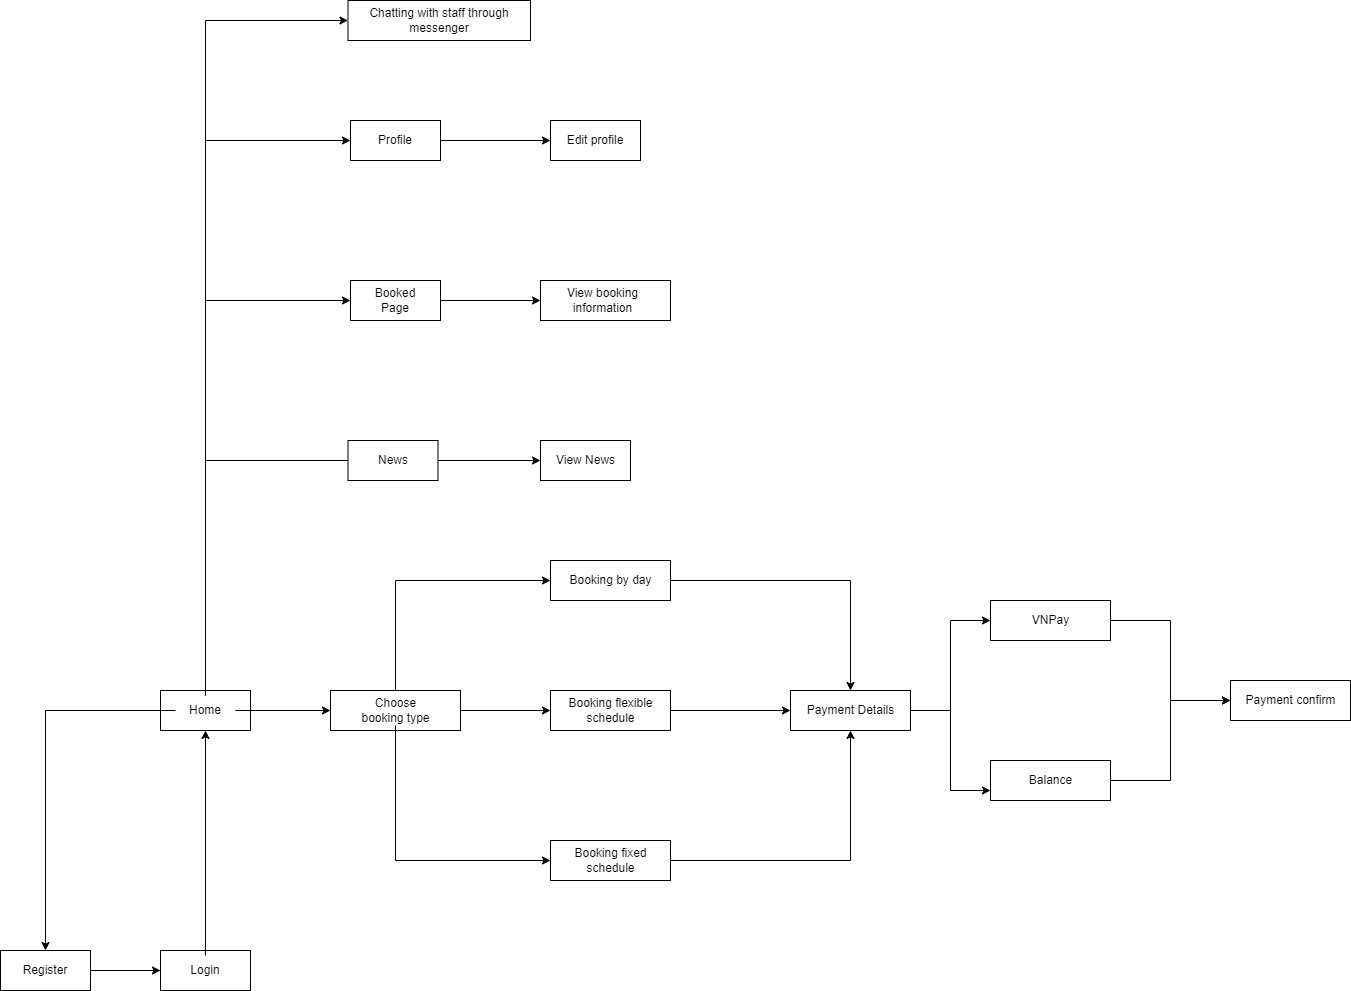 Chatting with staff through
messenger
Profile
Edit profile
Booked
Page
View booking
information
News
View News
Booking by day
VNPay
Home
Choose
booking type
Booking flexible
schedule
Payment Details
Payment confirm
Balance
Booking fixed
schedule
Register
Login